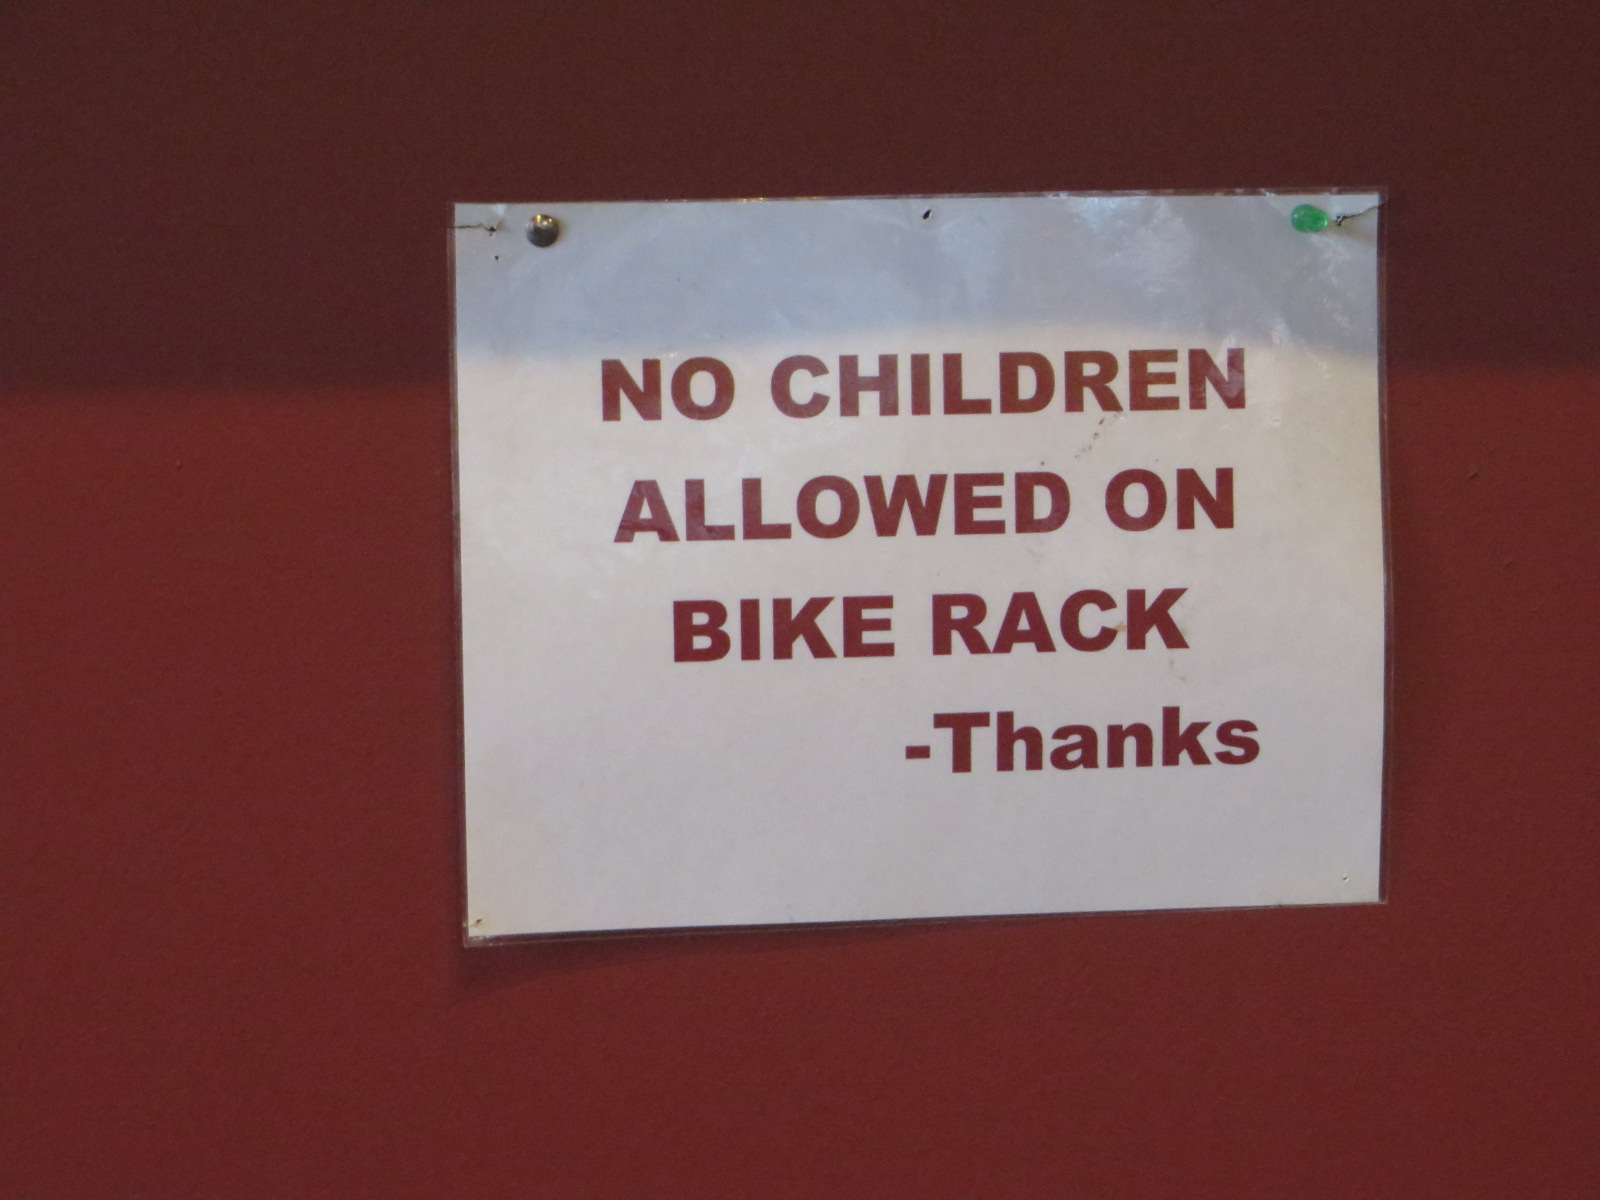 NO CHILDREN
ALLOWED ON
BIKE RACK
-Thanks